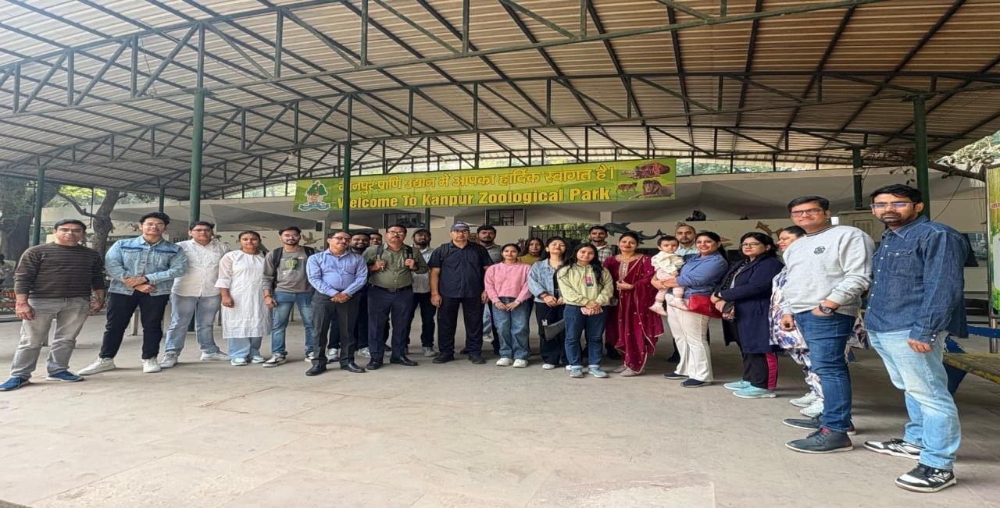 कानपुर प्राणि उद्यान में आपका हार्दिक स्वागत है।
Welcome To Kanpur Zoological Park